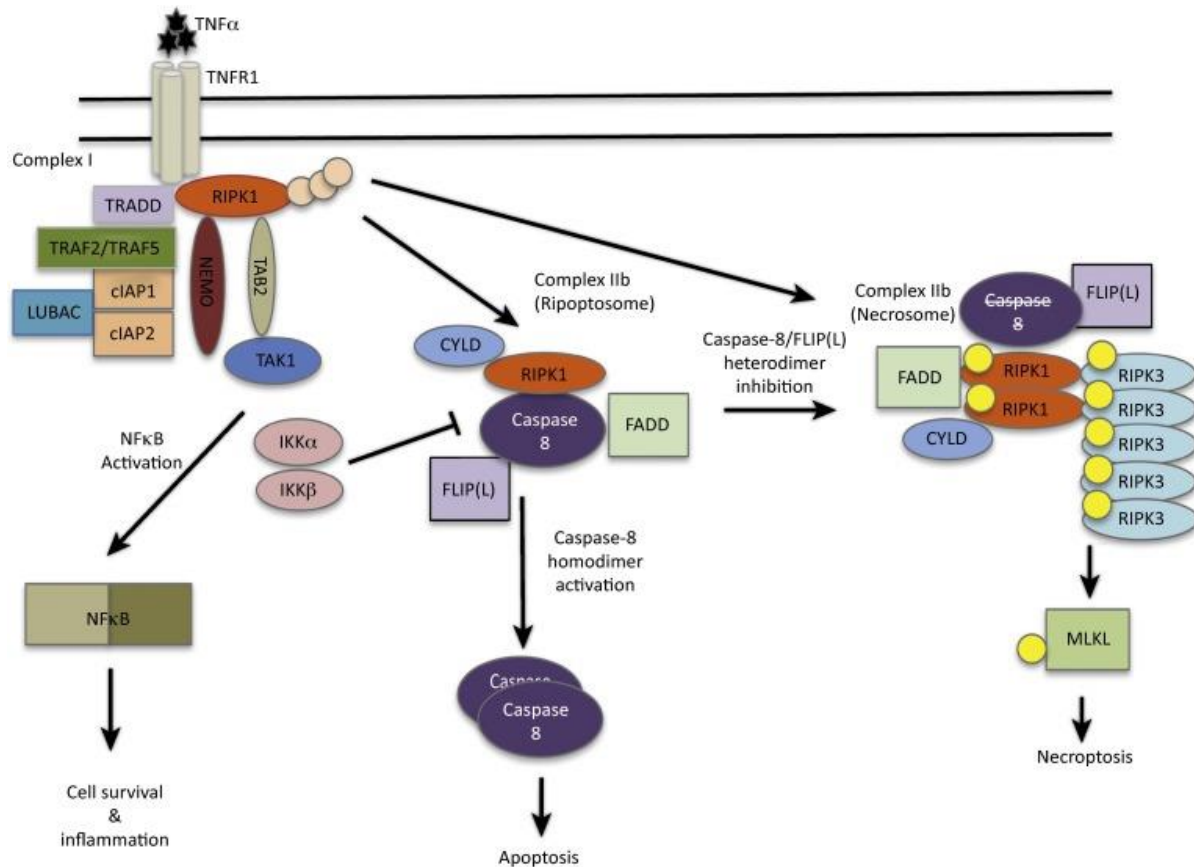 TNFα
TNFR1
Complex I
TRADD
RIPK1
TRAF2/TRAF5
cIAP1
LUBAC
cIAP2
NEMO
TAB2
TAK1
NFκB
Activation
IKKα
IKKβ
NFκB
Cell survival
&
inflammation
Complex IIb
(Ripoptosome)
CYLD
RIPK1
Caspase
8
FADD
FLIP(L)
Caspase-8
homodimer
activation
Caspase
Caspase
8
Apoptosis
Caspase-8/FLIP(L)
heterodimer
inhibition
Complex IIb
(Necrosome)
Caspase
8
FLIP(L)
FADD
RIPK1
RIPK1
CYLD
RIPK3
RIPK3
RIPK3
RIPK3
RIPK3
MLKL
Necroptosis